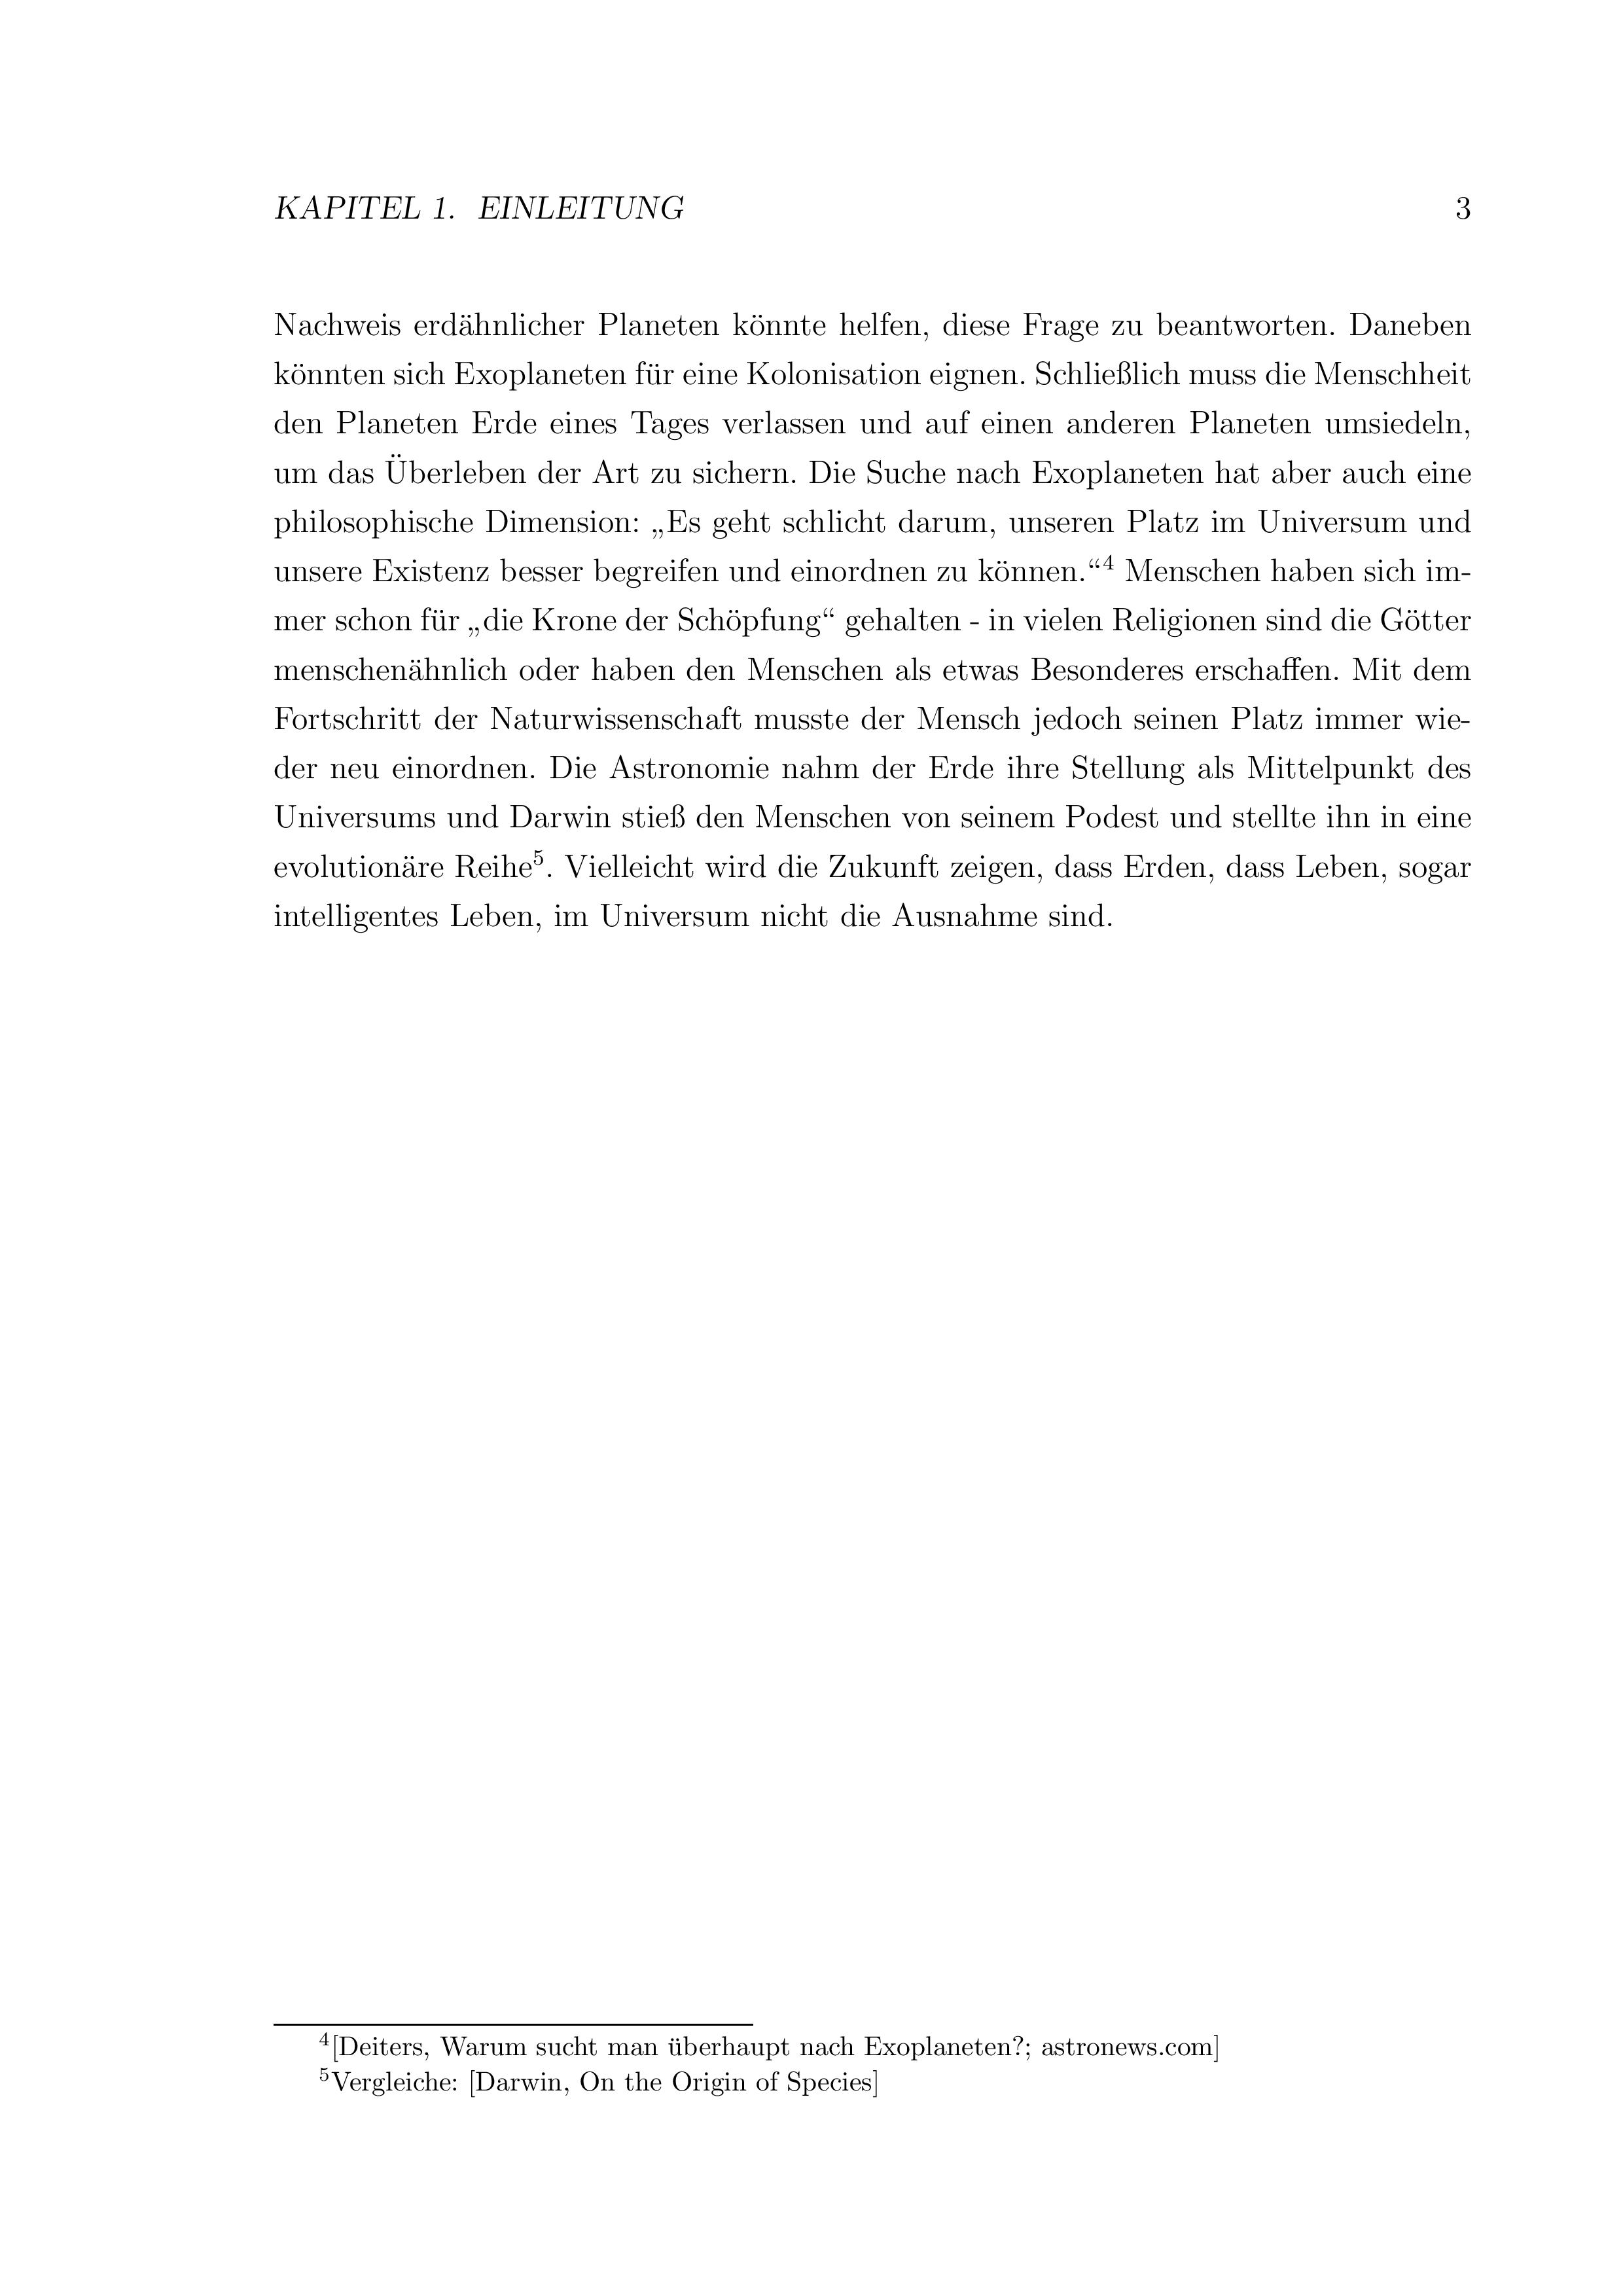 KAPITEL 1. EINLEITUNG 3
Nachweis erdähnlicher Planeten könnte helfen, diese Frage zu beantworten. Daneben
könnten sich Exoplaneten für eine Kolonisation eignen. Schließlich muss die Menschheit
den Planeten Erde eines Tages verlassen und auf einen anderen Planeten umsiedeln,
um das Überleben der Art zu sichern. Die Suche nach Exoplaneten hat aber auch eine
philosophische Dimension: „Es geht schlicht darum, unseren Platz im Universum und
unsere Existenz besser begreifen und einordnen zu können.“⁴ Menschen haben sich im-
mer schon für „die Krone der Schöpfung“ gehalten - in vielen Religionen sind die Götter
menschenähnlich oder haben den Menschen als etwas Besonderes erschaffen. Mit dem
Fortschritt der Naturwissenschaft musste der Mensch jedoch seinen Platz immer wie-
der neu einordnen. Die Astronomie nahm der Erde ihre Stellung als Mittelpunkt des
Universums und Darwin stieß den Menschen von seinem Podest und stellte ihn in eine
evolutionäre Reihe⁵. Vielleicht wird die Zukunft zeigen, dass Erden, dass Leben, sogar
intelligentes Leben, im Universum nicht die Ausnahme sind.
⁴[Deiters, Warum sucht man überhaupt nach Exoplaneten?; astronews.com]
⁵Vergleiche: [Darwin, On the Origin of Species]